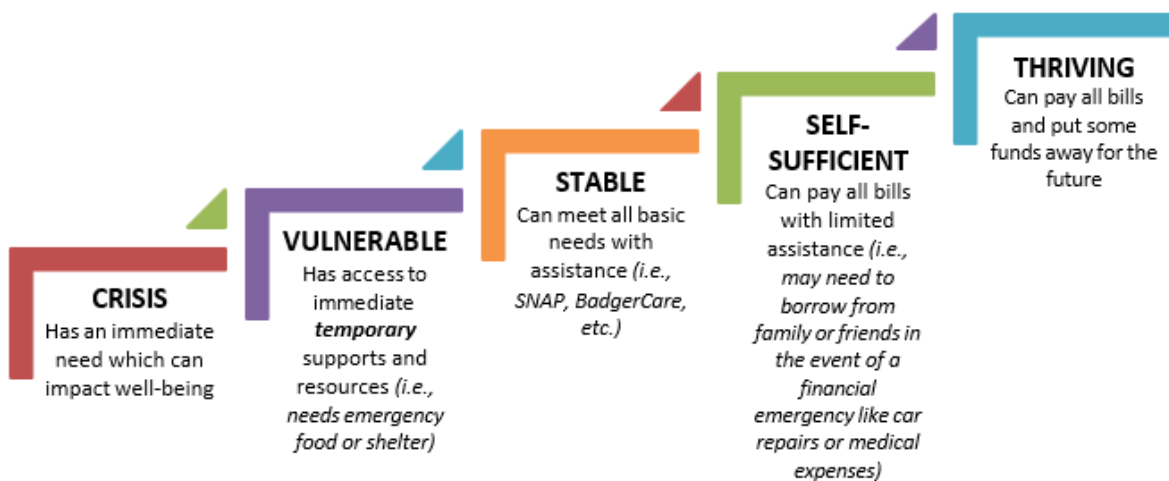 CRISIS
Has an immediate
need which can
impact well-being
VULNERABLE
Has access to
immediate
temporary
supports and
resources (i.e.,
needs emergency
food or shelter)
STABLE
Can meet all basic
needs with
assistance (i.e.,
SNAP, BadgerCare,
etc.)
SELF-
SUFFICIENT
Can pay all bills
with limited
assistance (i.e.,
may need to
borrow from
family or friends in
the event of a
financial
emergency like car
repairs or medical
expenses)
THRIVING
Can pay all bills
and put some
funds away for the
future